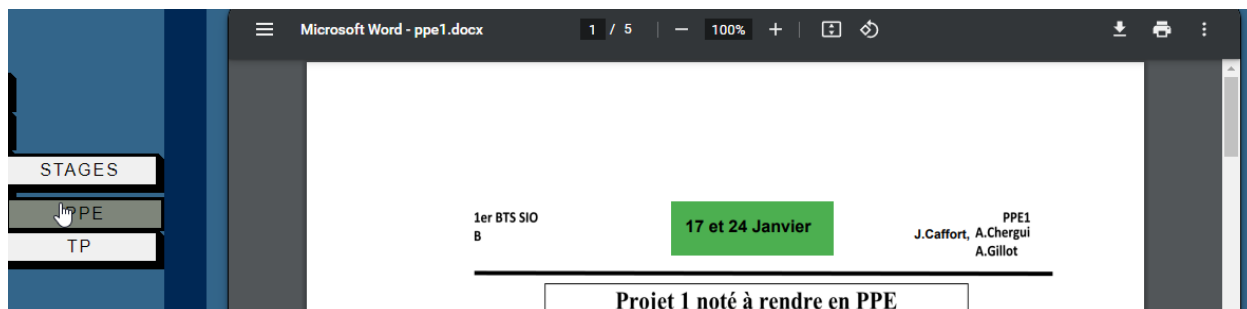 Microsoft Word - ppe1.docx
1 / 5
100%
STAGES
PPE
TP
1er BTS SIO
B
17 et 24 Janvier
PPE1
J.Caffort, A.Chergui
A.Gillot
Projet 1 noté à rendre en PPE